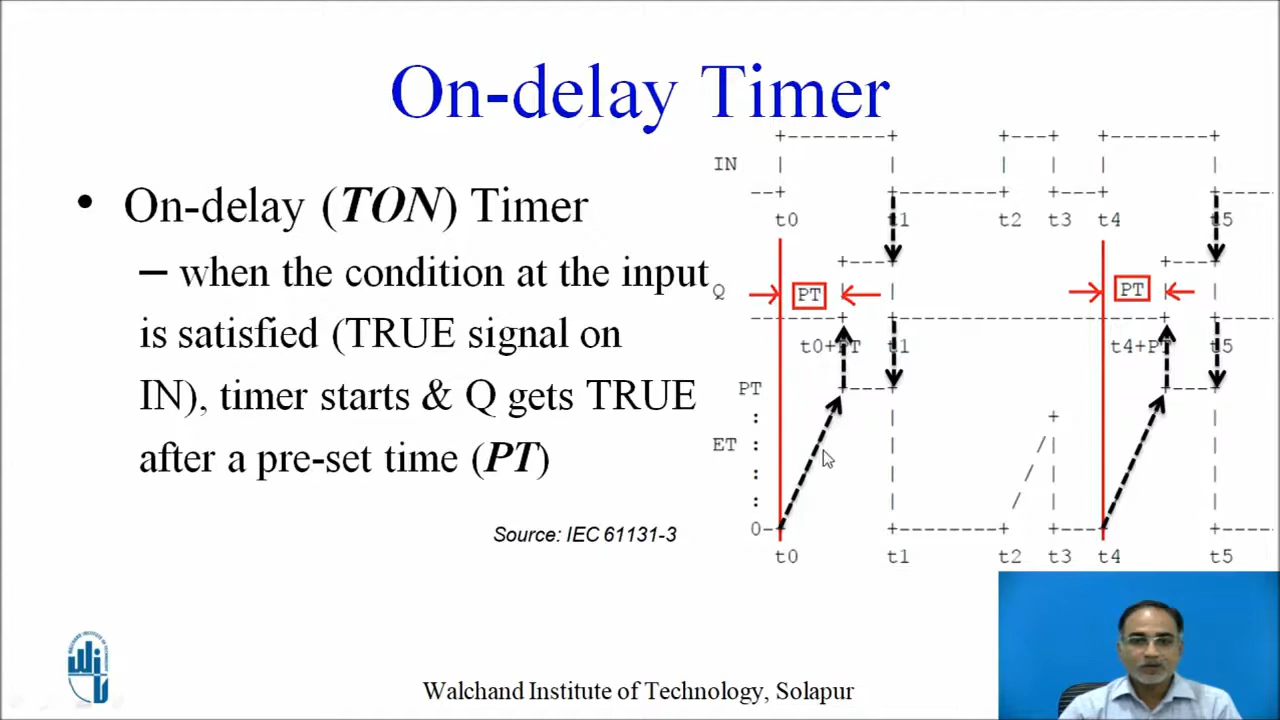 On-delay Timer
• On-delay (TON) Timer
– when the condition at the input
is satisfied (TRUE signal on
IN), timer starts & Q gets TRUE
after a pre-set time (PT)
Source: IEC 61131-3
IN
t0 t1 t2 t3 t4 t5
Q PT PT
t0+PT t1 t4+PT t5
PT
:
ET :
:
:
0
t0 t1 t2 t3 t4 t5
Walchand Institute of Technology, Solapur